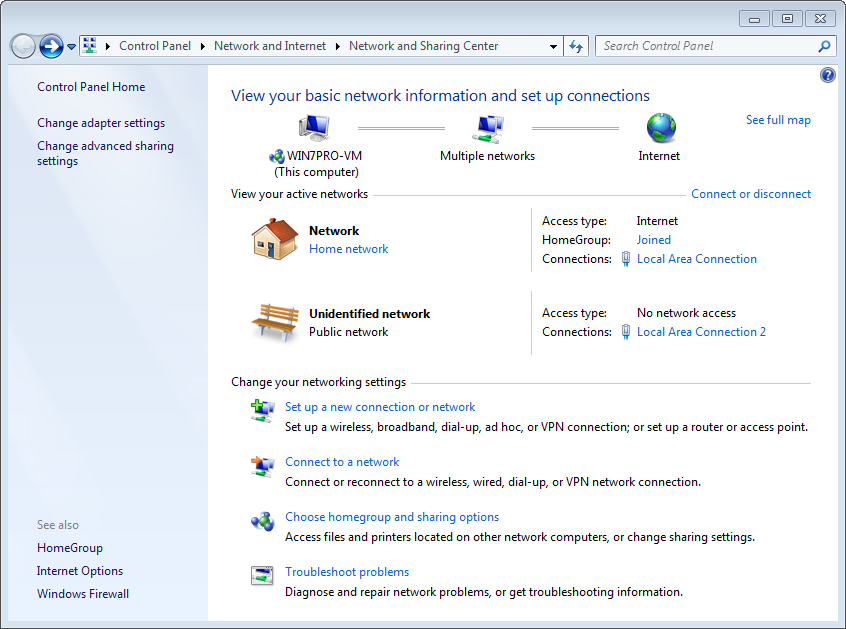 Control Panel
Network and Internet
Network and Sharing Center
Search Control Panel
Control Panel Home
Change adapter settings
Change advanced sharing
settings
See also
HomeGroup
Internet Options
Windows Firewall
?
View your basic network information and set up connections
See full map
WIN7PRO-VM
(This computer)
Multiple networks
Internet
View your active networks
Connect or disconnect
Network
Home network
Access type: Internet
HomeGroup: Joined
Connections: Local Area Connection
Unidentified network
Public network
Access type: No network access
Connections: Local Area Connection 2
Change your networking settings
Set up a new connection or network
Set up a wireless, broadband, dial-up, ad hoc, or VPN connection; or set up a router or access point.
Connect to a network
Connect or reconnect to a wireless, wired, dial-up, or VPN network connection.
Choose homegroup and sharing options
Access files and printers located on other network computers, or change sharing settings.
Troubleshoot problems
Diagnose and repair network problems, or get troubleshooting information.